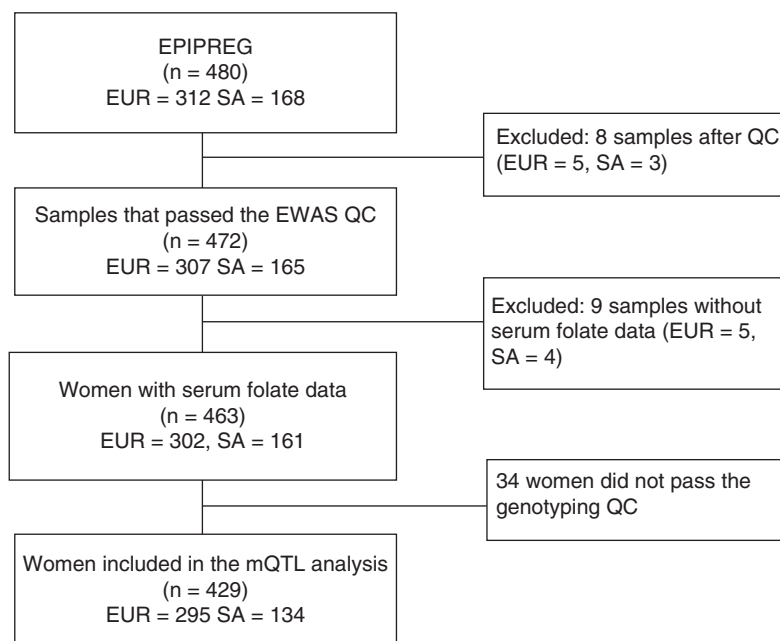 EPIPREG
(n = 480)
EUR = 312 SA = 168
Excluded: 8 samples after QC
(EUR = 5, SA = 3)
Samples that passed the EWAS QC
(n = 472)
EUR = 307 SA = 165
Excluded: 9 samples without
serum folate data (EUR = 5,
SA = 4)
Women with serum folate data
(n = 463)
EUR = 302, SA = 161
34 women did not pass the
genotyping QC
Women included in the mQTL analysis
(n = 429)
EUR = 295 SA = 134